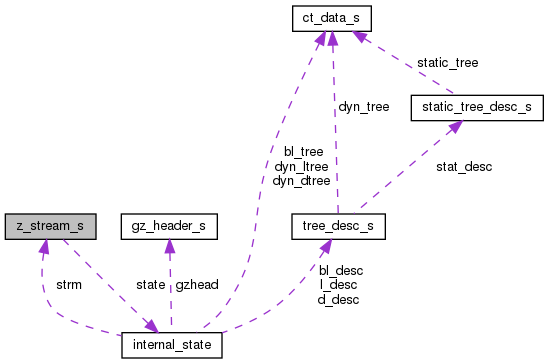 ct_data_s
static_tree
dyn_tree
static_tree_desc_s
bl_tree
dyn_ltree
dyn_dtree
stat_desc
z_stream_s
gz_header_s
tree_desc_s
strm
state
gzhead
bl_desc
l_desc
d_desc
internal_state